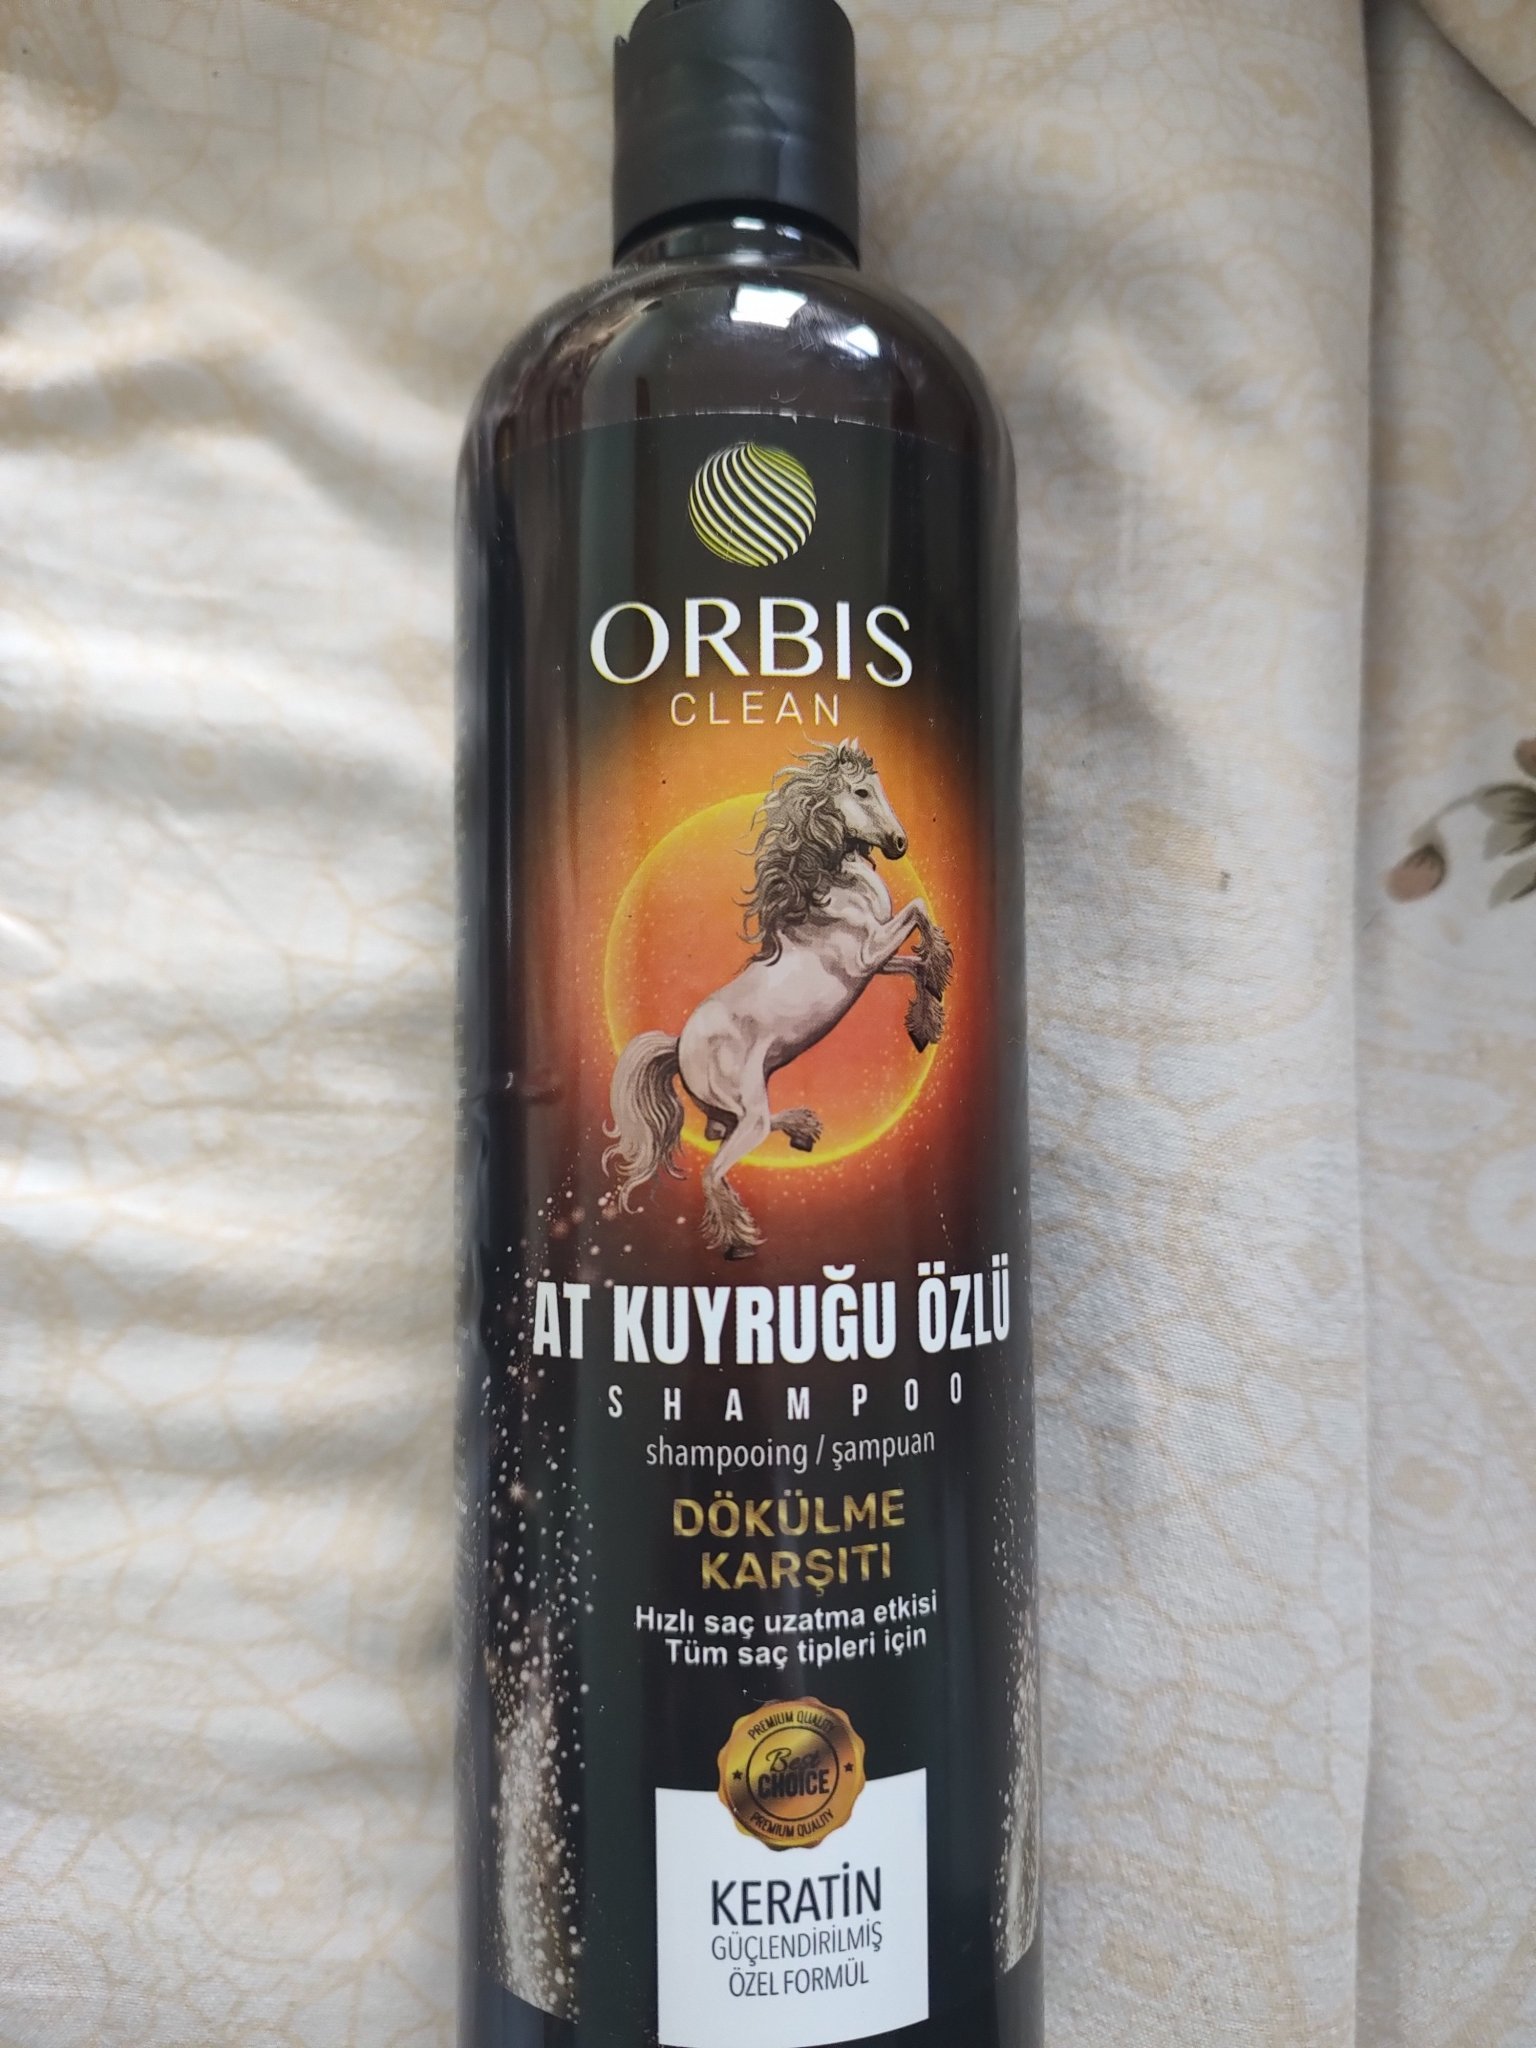 ORBIS
CLEAN
AT KUYRUĞU ÖZLÜ
SHAMPOO
shampooing / şampuan
DÖKÜLME
KARŞITI
Hızlı saç uzatma etkisi
Tüm saç tipleri için
PREMIUM QUALITY
Best
CHOICE
PREMIUM QUALITY
KERATİN
GÜÇLENDİRİLMİŞ
ÖZEL FORMÜL